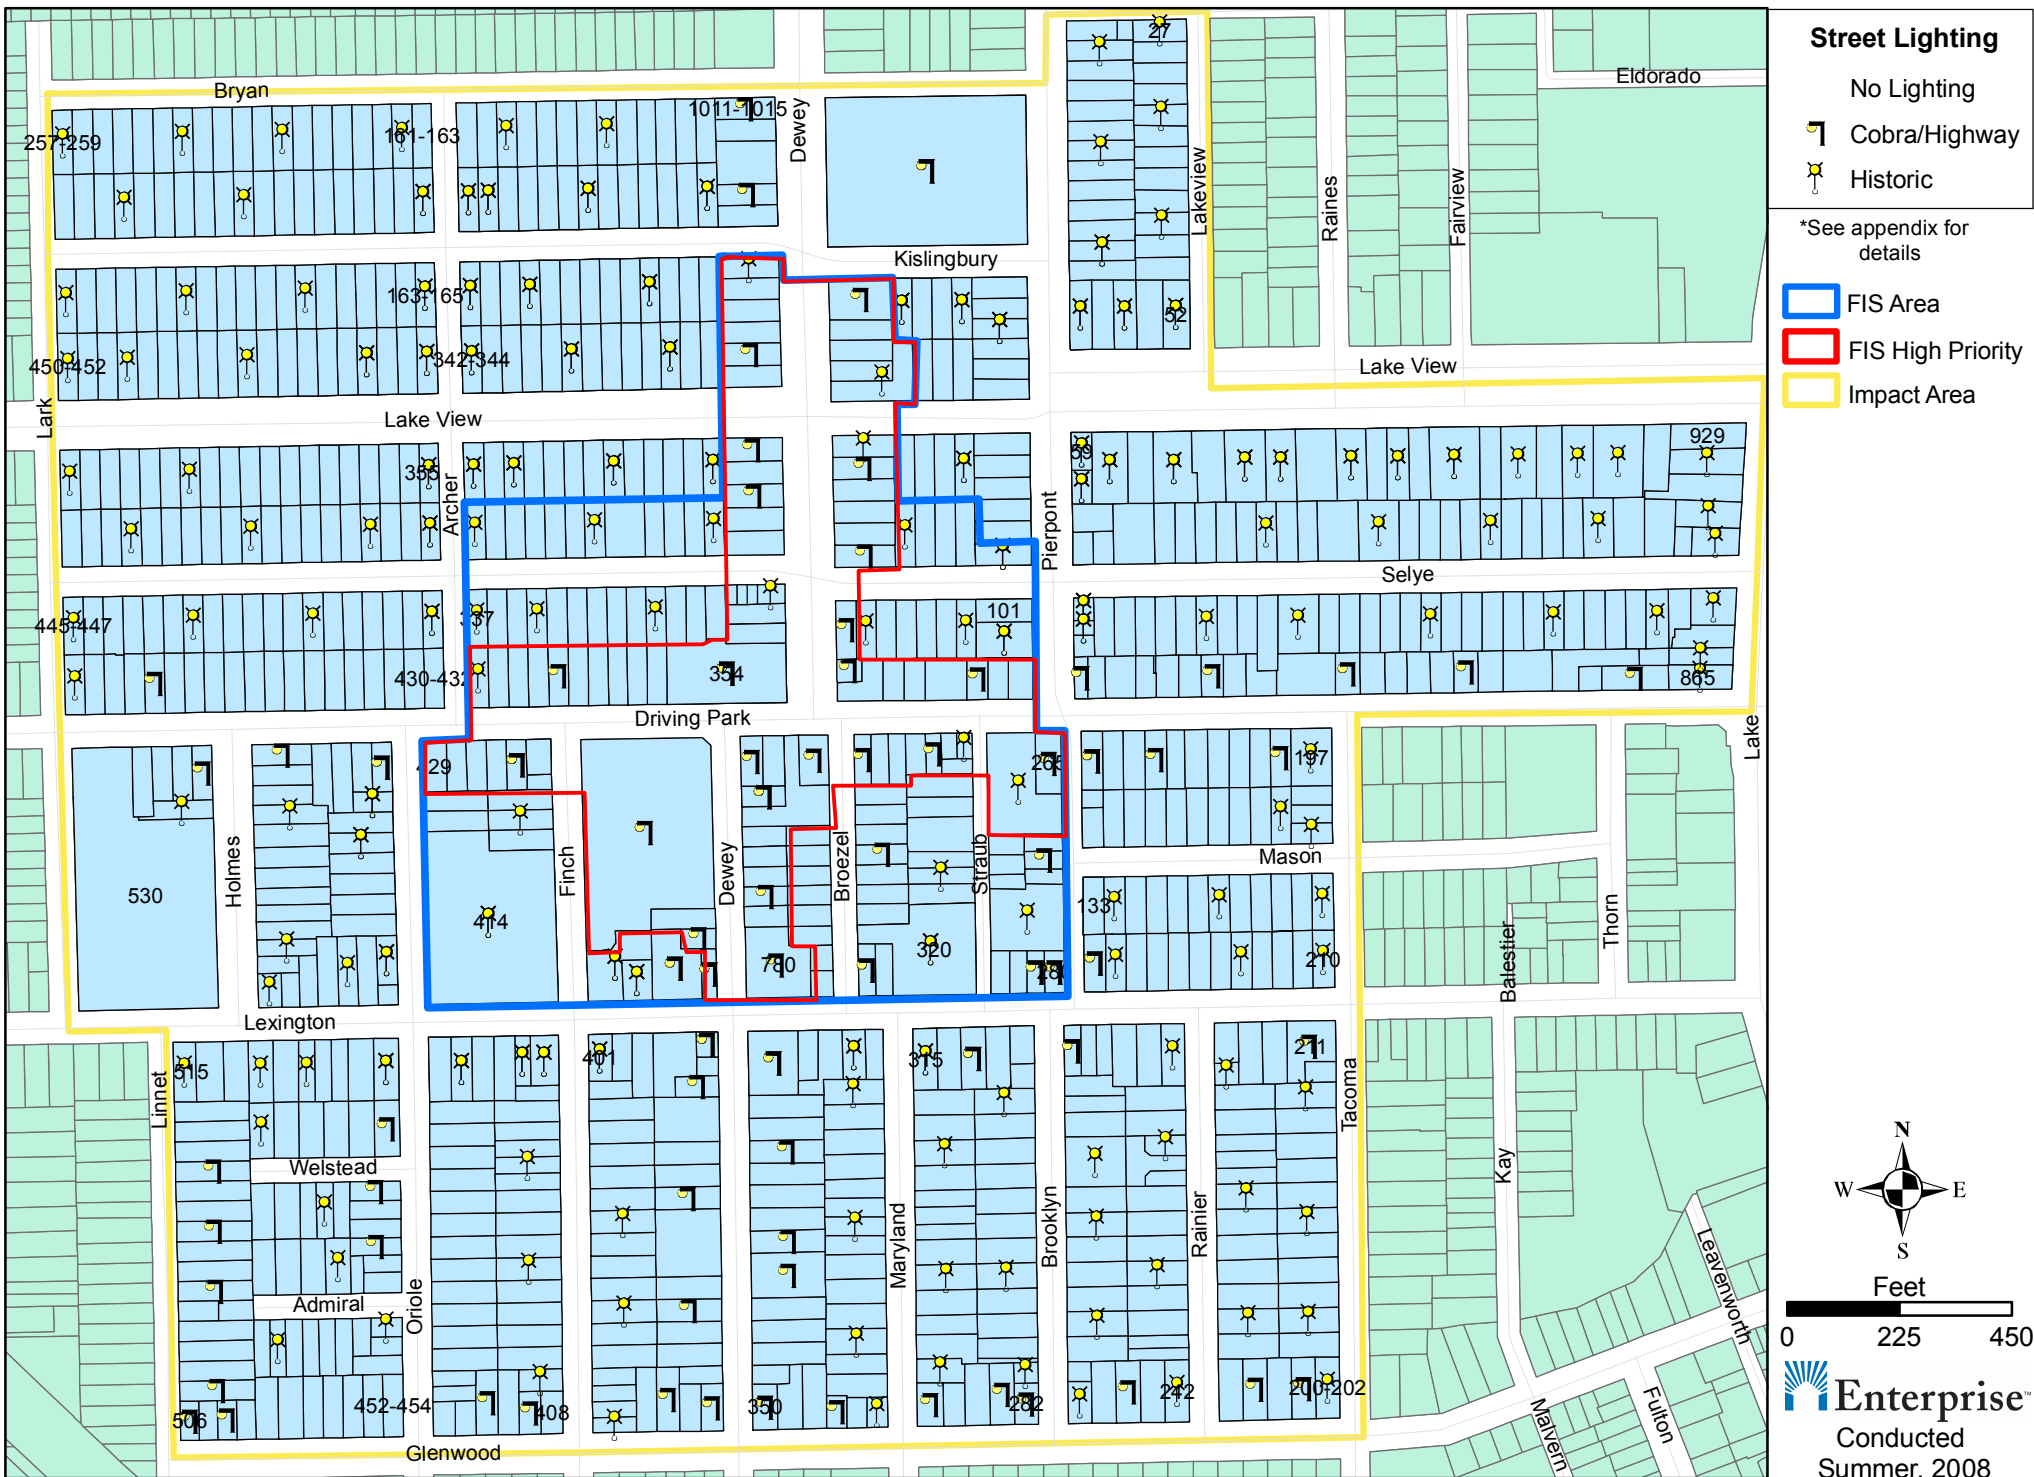 Street Lighting
No Lighting
Cobra/Highway
Historic
*See appendix for
details
FIS Area
FIS High Priority
Impact Area
N
W
E
S
Feet
0
225
450
Enterprise™
Conducted
Summer, 2008
27
Bryan
Eldorado
257-259
161-163
1011-1015
Dewey
Lakeview
Raines
Fairview
Kislingbury
163-165
52
450-452
342-344
Lake View
Lark
Lake View
355
Archer
59
929
Pierpont
Selye
445-447
337
101
430-432
354
865
Driving Park
Lake
429
265
197
Holmes
Finch
Dewey
Broezel
Straub
Mason
530
414
133
Thorn
Balestier
780
320
210
Lexington
515
401
315
211
Linnet
Tacoma
Welstead
Kay
Maryland
Brooklyn
Rainier
Leavenworth
Admiral
Oriole
452-454
506
408
350
282
242
200-202
Malvern
Fulton
Glenwood